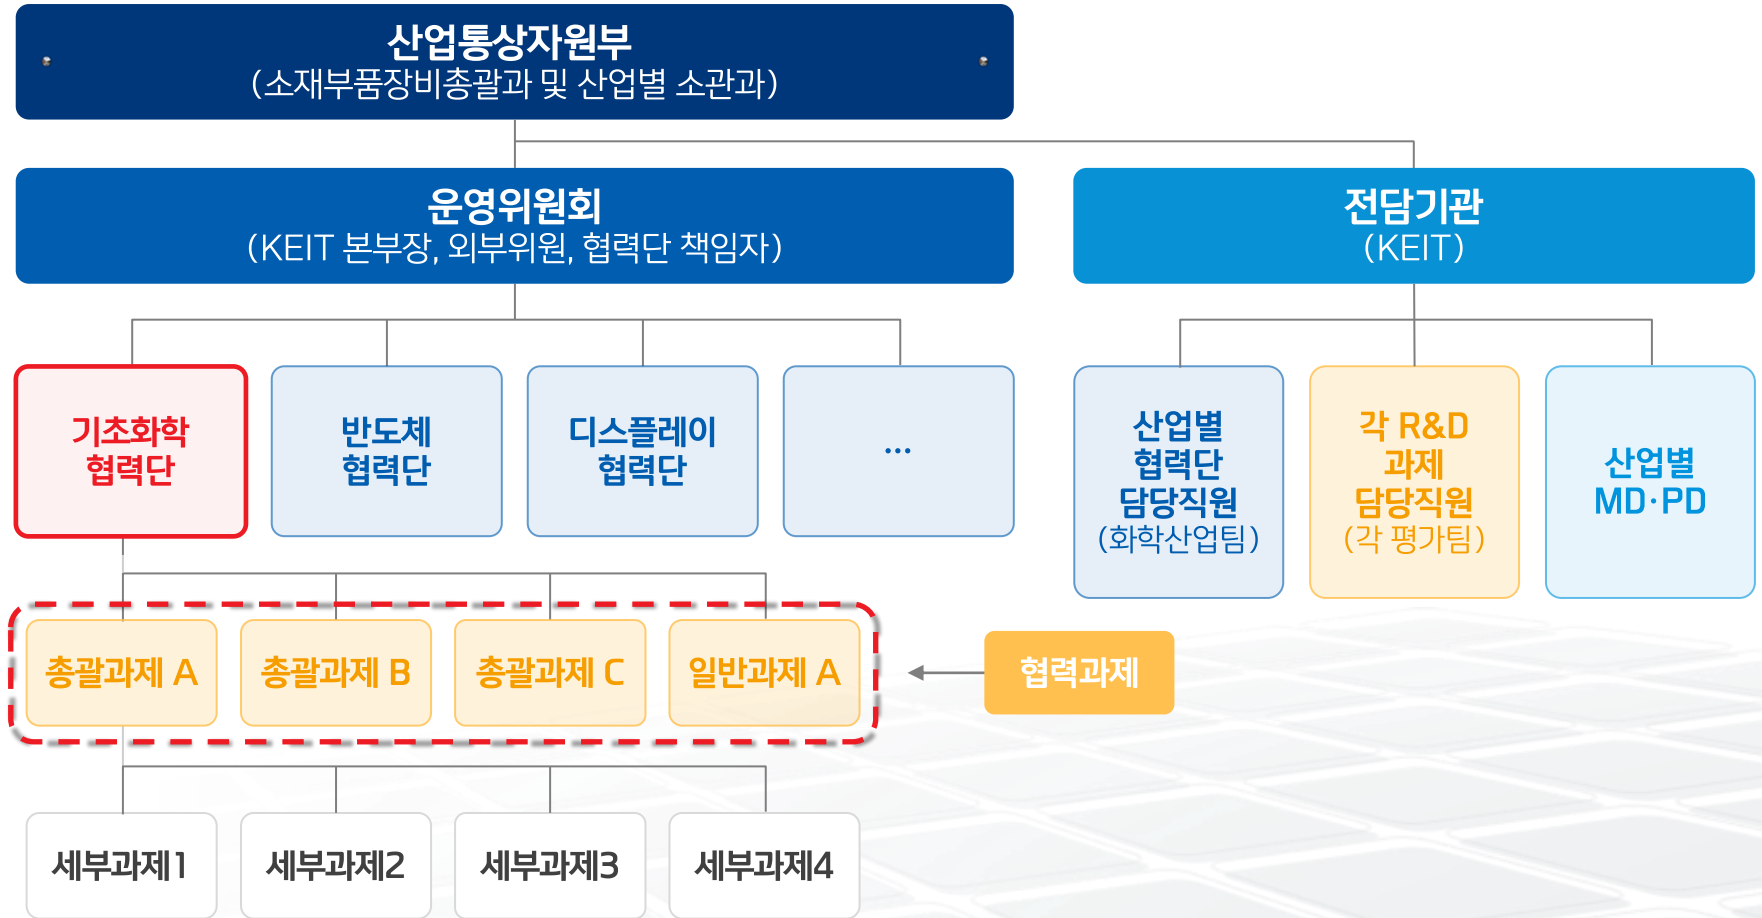 산업통상자원부
(소재부품장비총괄과 및 산업별 소관과)
운영위원회
(KEIT 본부장, 외부위원, 협력단 책임자)
전담기관
(KEIT)
기초화학
협력단
반도체
협력단
디스플레이
협력단
...
산업별
협력단
담당직원
(화학산업팀)
각 R&D
과제
담당직원
(각 평가팀)
산업별
MD·PD
총괄과제 A
총괄과제 B
총괄과제 C
일반과제 A
협력과제
세부과제1
세부과제2
세부과제3
세부과제4